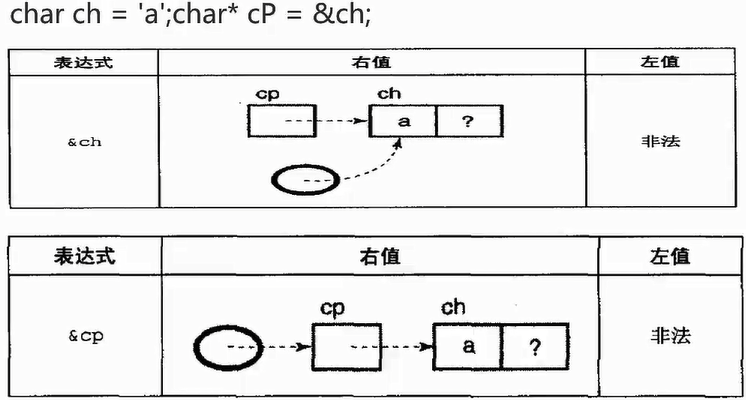 char ch = 'a';char* cP = &ch;
表达式 右值 左值
cp ch
&ch a ? 非法
表达式 右值 左值
cp ch
&cp a ? 非法